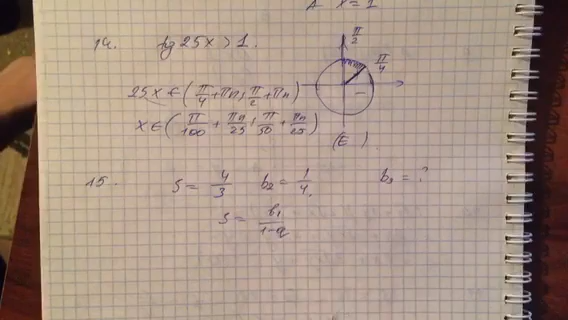 A x = 1
14. tg 25x > 1.
π/2
π/4
25x ∈ (π/4 + πn; π/2 + πn)
x ∈ (π/100 + πn/25; π/50 + πn/25)
(E).
15. S = 4/3 b₂ = 1/4. = ?
S = b₁/(1-q)